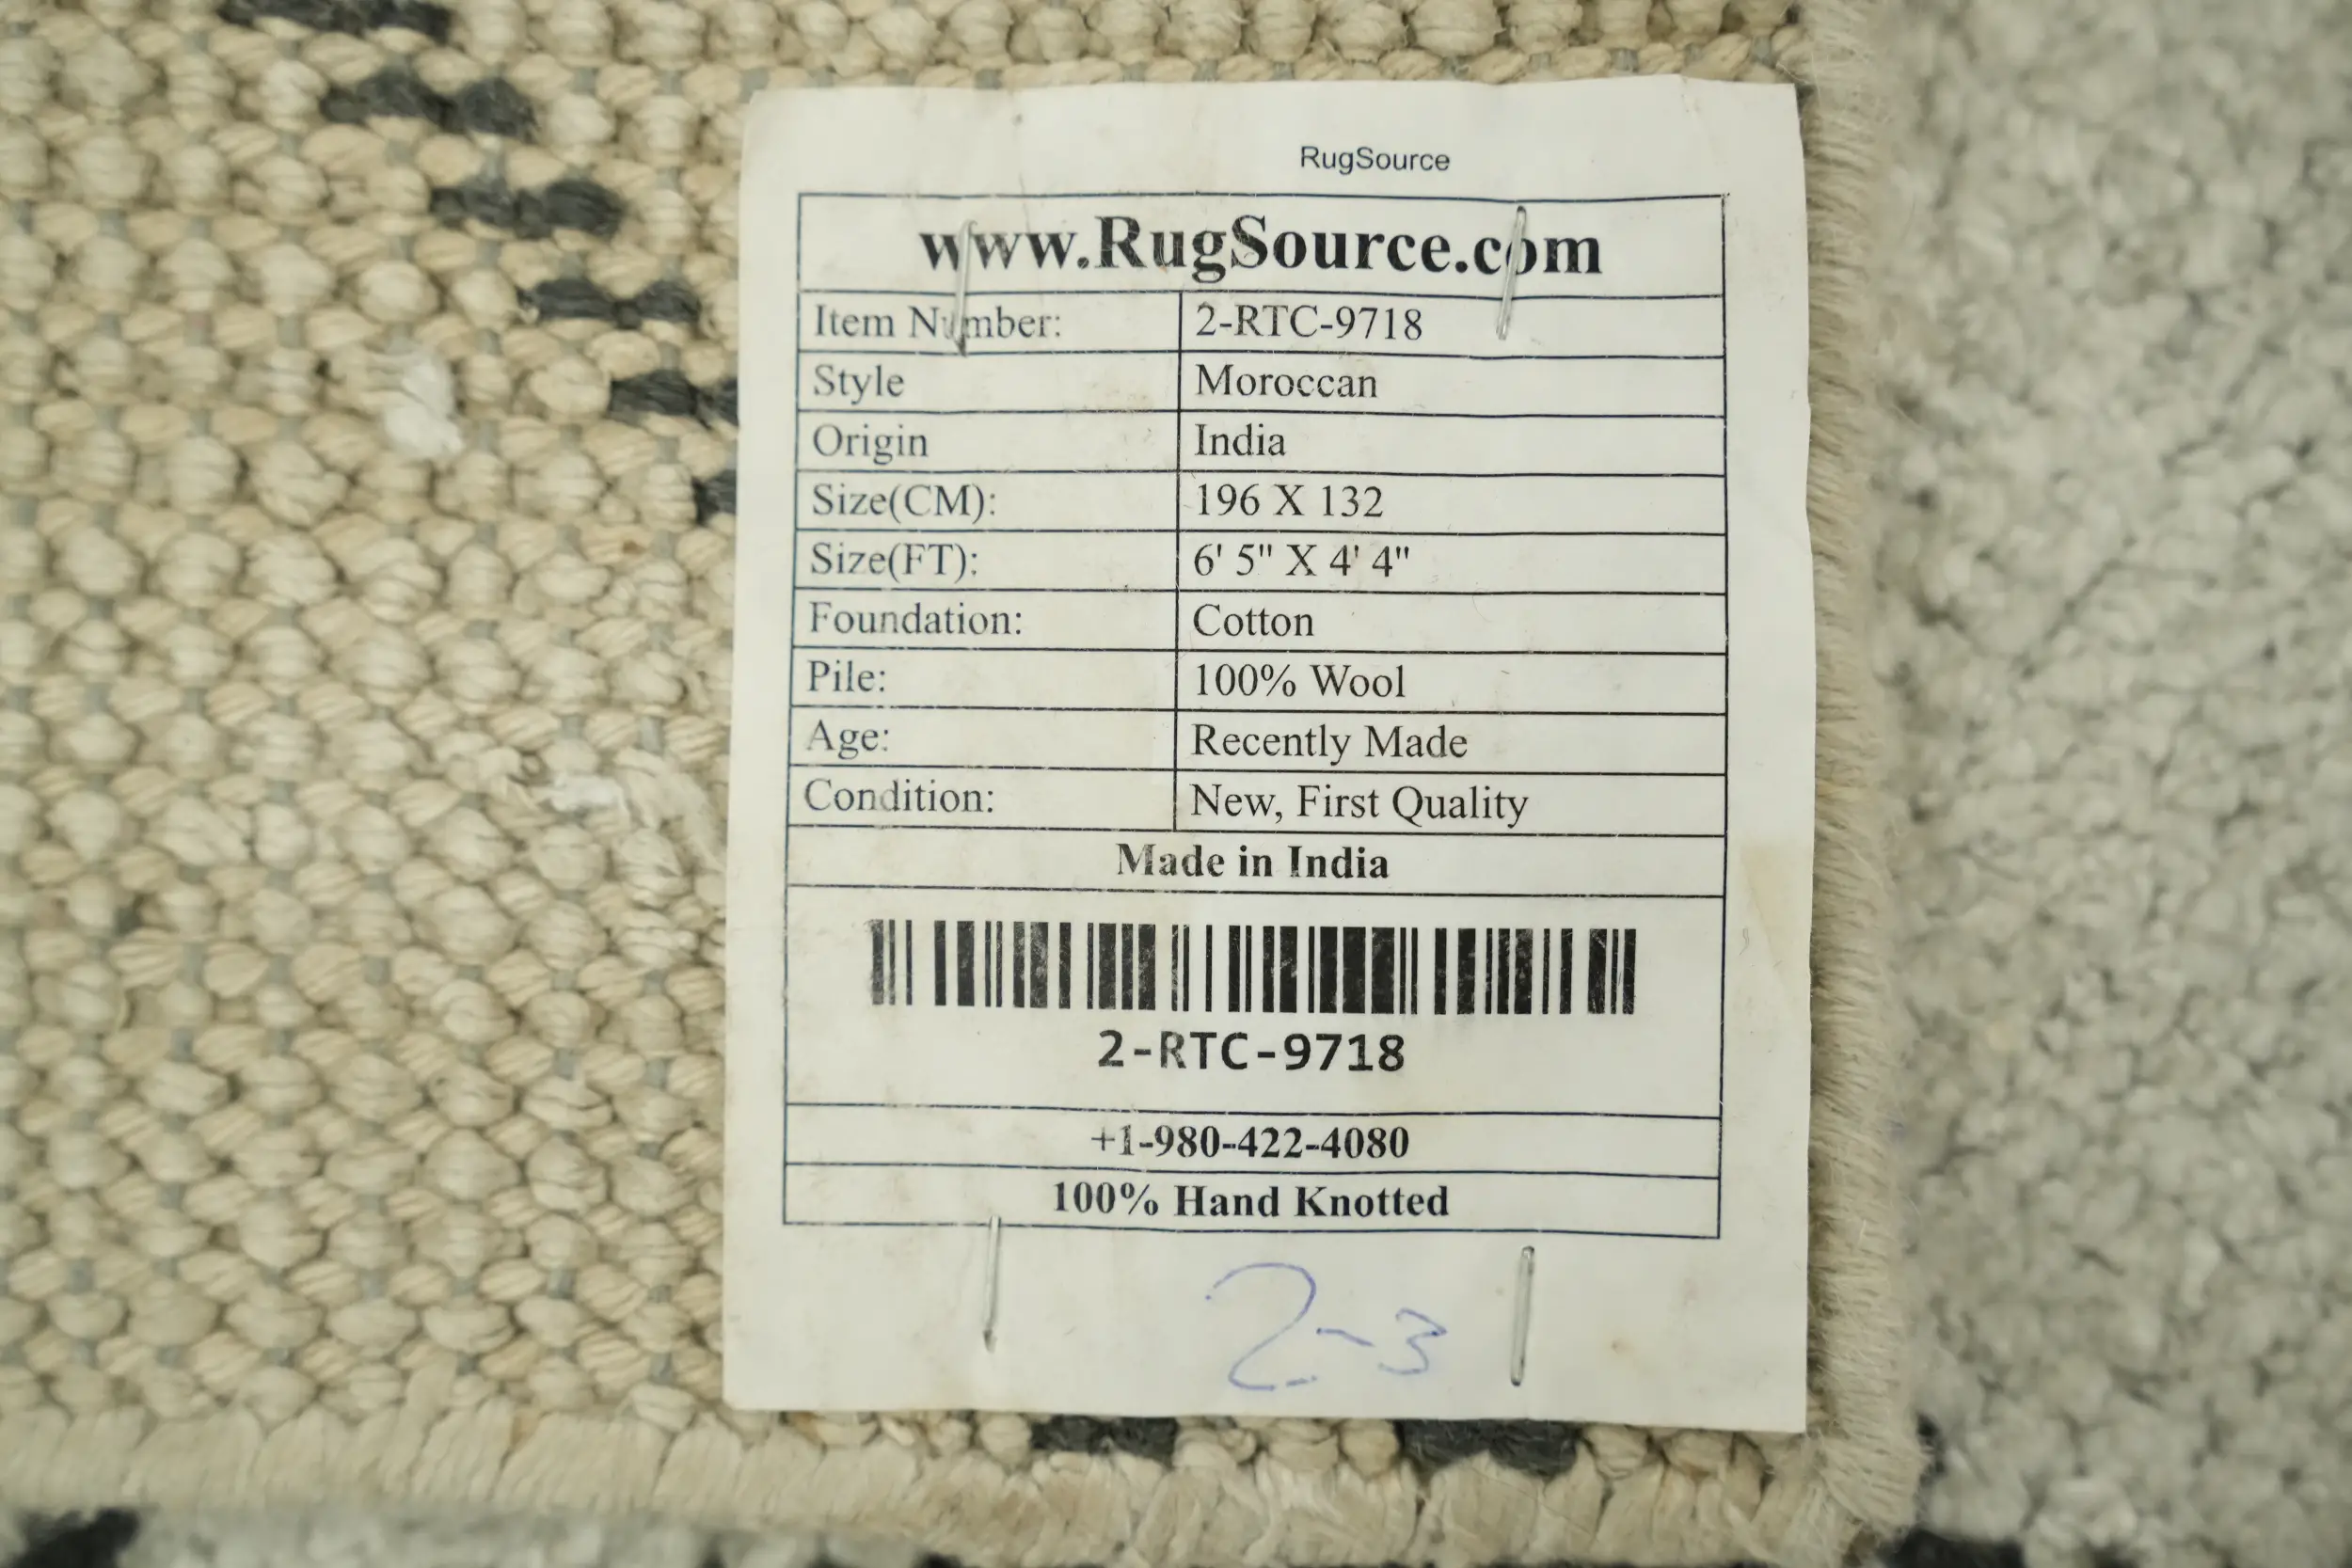 RugSource
www.RugSource.com
Item Number: 2-RTC-9718
Style Moroccan
Origin India
Size(CM): 196 X 132
Size(FT): 6' 5" X 4' 4"
Foundation: Cotton
Pile: 100% Wool
Age: Recently Made
Condition: New, First Quality
Made in India
2-RTC-9718
+1-980-422-4080
100% Hand Knotted
2-3